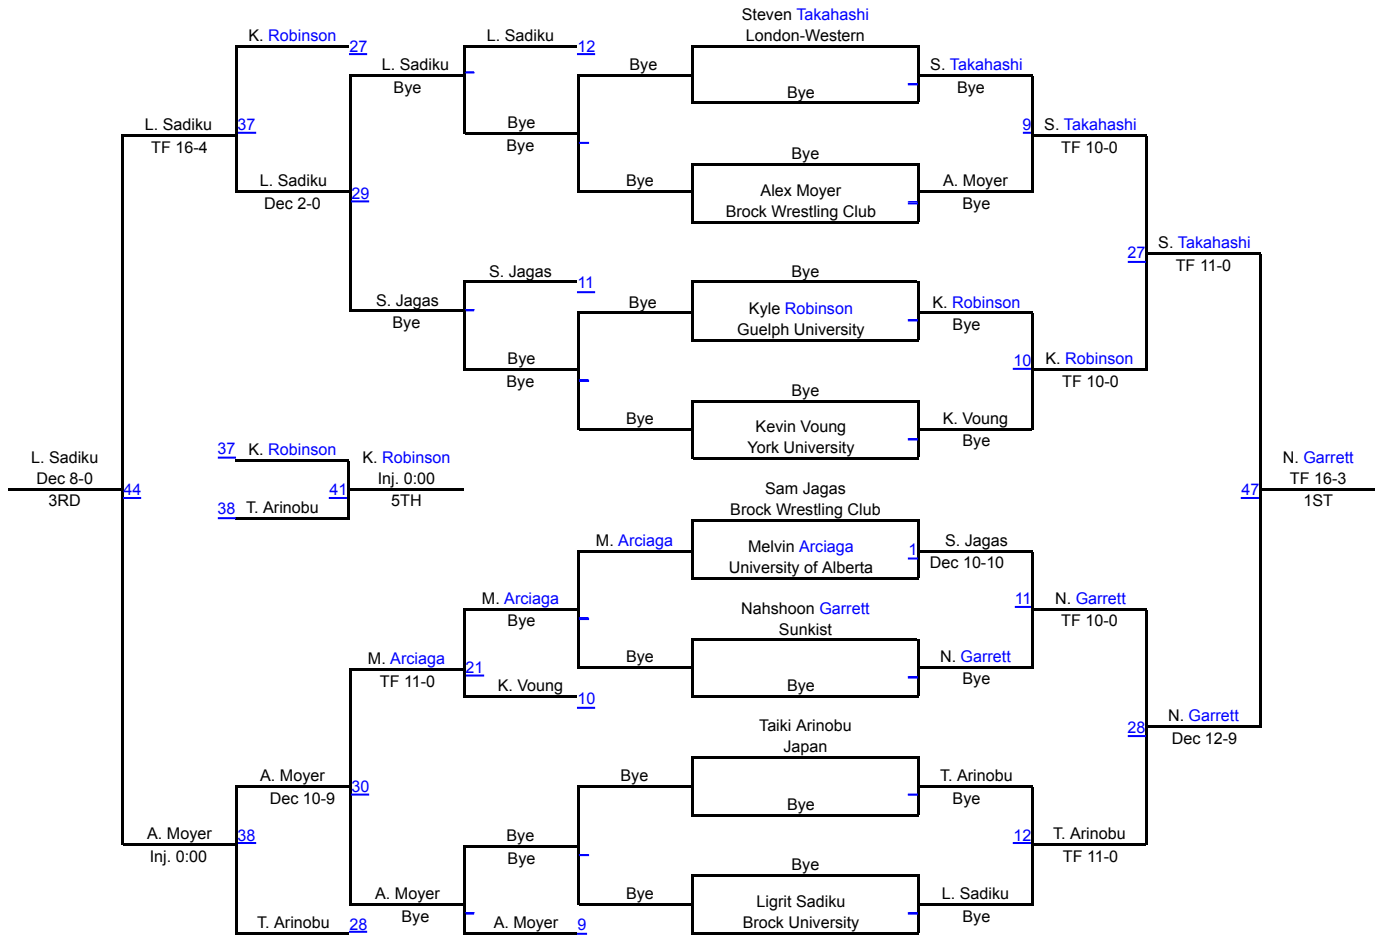 Steven Takahashi
London-Western
K. Robinson
27
L. Sadiku
12
L. Sadiku
Bye
Bye
Bye
S. Takahashi
Bye
L. Sadiku
TF 16-4
37
Bye
Bye
9
S. Takahashi
TF 10-0
L. Sadiku
Dec 2-0
29
Bye
Bye
Alex Moyer
Brock Wrestling Club
A. Moyer
Bye
27
S. Takahashi
TF 11-0
S. Jagas
11
S. Jagas
Bye
Bye
Bye
Kyle Robinson
Guelph University
K. Robinson
Bye
Bye
Bye
10
K. Robinson
TF 10-0
Bye
Bye
Kevin Voung
York University
K. Voung
Bye
L. Sadiku
Dec 8-0
3RD
44
37
K. Robinson
38
T. Arinobu
41
K. Robinson
Inj. 0:00
5TH
47
N. Garrett
TF 16-3
1ST
Sam Jagas
Brock Wrestling Club
M. Arciaga
Melvin Arciaga
University of Alberta
1
S. Jagas
Dec 10-10
M. Arciaga
Bye
11
N. Garrett
TF 10-0
Nahshoon Garrett
Sunkist
M. Arciaga
TF 11-0
21
K. Voung
10
Bye
Bye
N. Garrett
Bye
28
N. Garrett
Dec 12-9
Taiki Arinobu
Japan
A. Moyer
Dec 10-9
30
Bye
Bye
T. Arinobu
Bye
A. Moyer
Inj. 0:00
38
Bye
Bye
12
T. Arinobu
TF 11-0
A. Moyer
Bye
Bye
Bye
Ligrit Sadiku
Brock University
L. Sadiku
Bye
T. Arinobu
28
A. Moyer
9